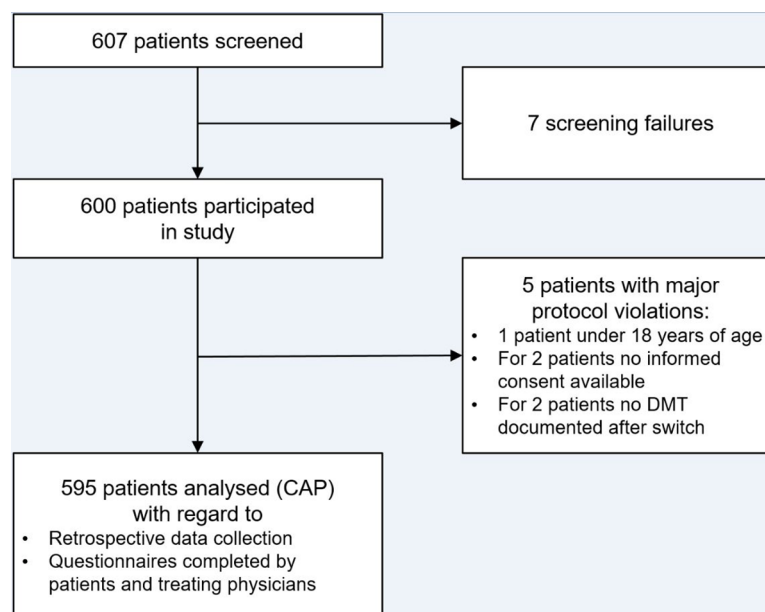 607 patients screened
7 screening failures
600 patients participated
in study
5 patients with major
protocol violations:
• 1 patient under 18 years of age
• For 2 patients no informed
consent available
• For 2 patients no DMT
documented after switch
595 patients analysed (CAP)
with regard to
• Retrospective data collection
• Questionnaires completed by
patients and treating physicians